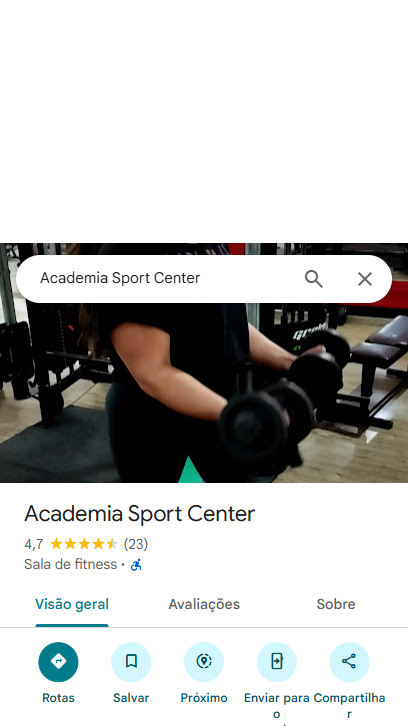 Academia Sport Center
Academia Sport Center
4,7 (23)
Sala de fitness ·
Visão geral Avaliações Sobre
Rotas Salvar Próximo Enviar para o Compartilhar